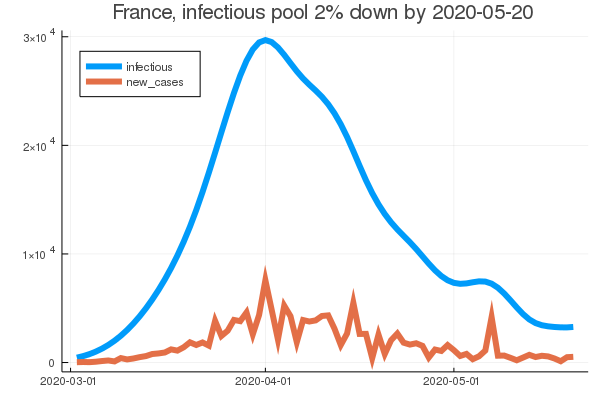 France, infectious pool 2% down by 2020-05-20
3×10⁴
infectious
new_cases
2×10⁴
1×10⁴
0
2020-03-01
2020-04-01
2020-05-01